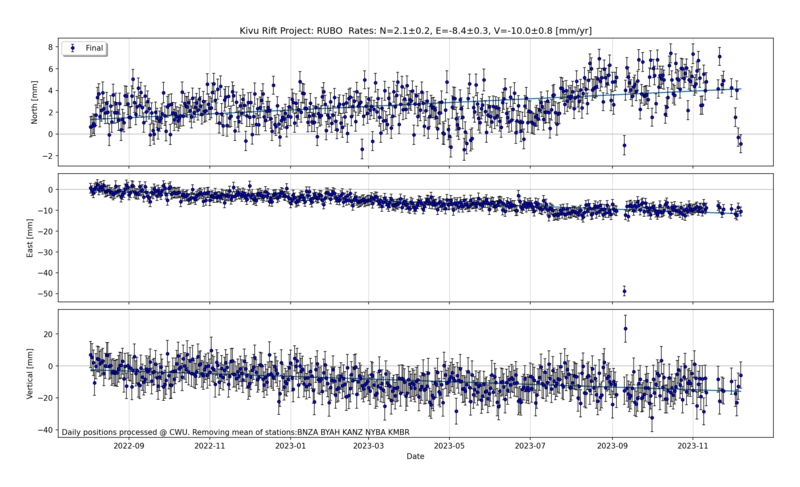 Kivu Rift Project: RUBO  Rates: N=2.1±0.2, E=-8.4±0.3, V=-10.0±0.8 [mm/yr]
Final
8
6
4
2
0
−2
North [mm]
0
−10
−20
−30
−40
−50
East [mm]
20
0
−20
−40
Vertical [mm]
Daily positions processed @ CWU. Removing mean of stations:BNZA BYAH KANZ NYBA KMBR
2022-09 2022-11 2023-01 2023-03 2023-05 2023-07 2023-09 2023-11
Date